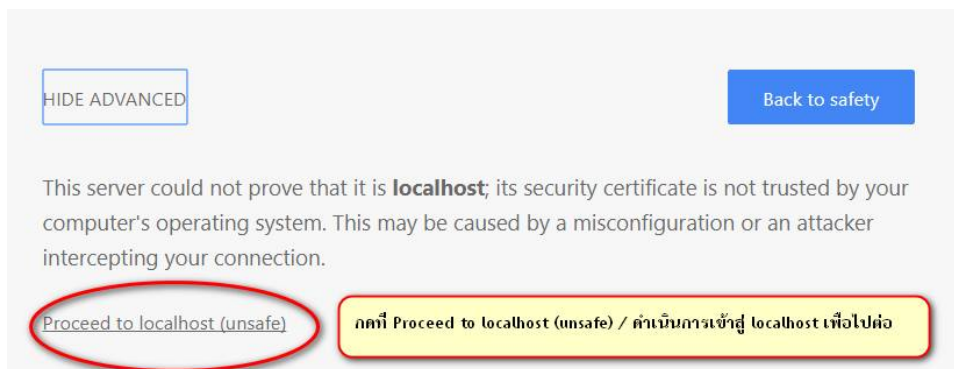 HIDE ADVANCED
Back to safety
This server could not prove that it is localhost; its security certificate is not trusted by your
computer's operating system. This may be caused by a misconfiguration or an attacker
intercepting your connection.
Proceed to localhost (unsafe)
กดที่ Proceed to localhost (unsafe) / ดำเนินการเข้าสู่ localhost เพื่อไปต่อ